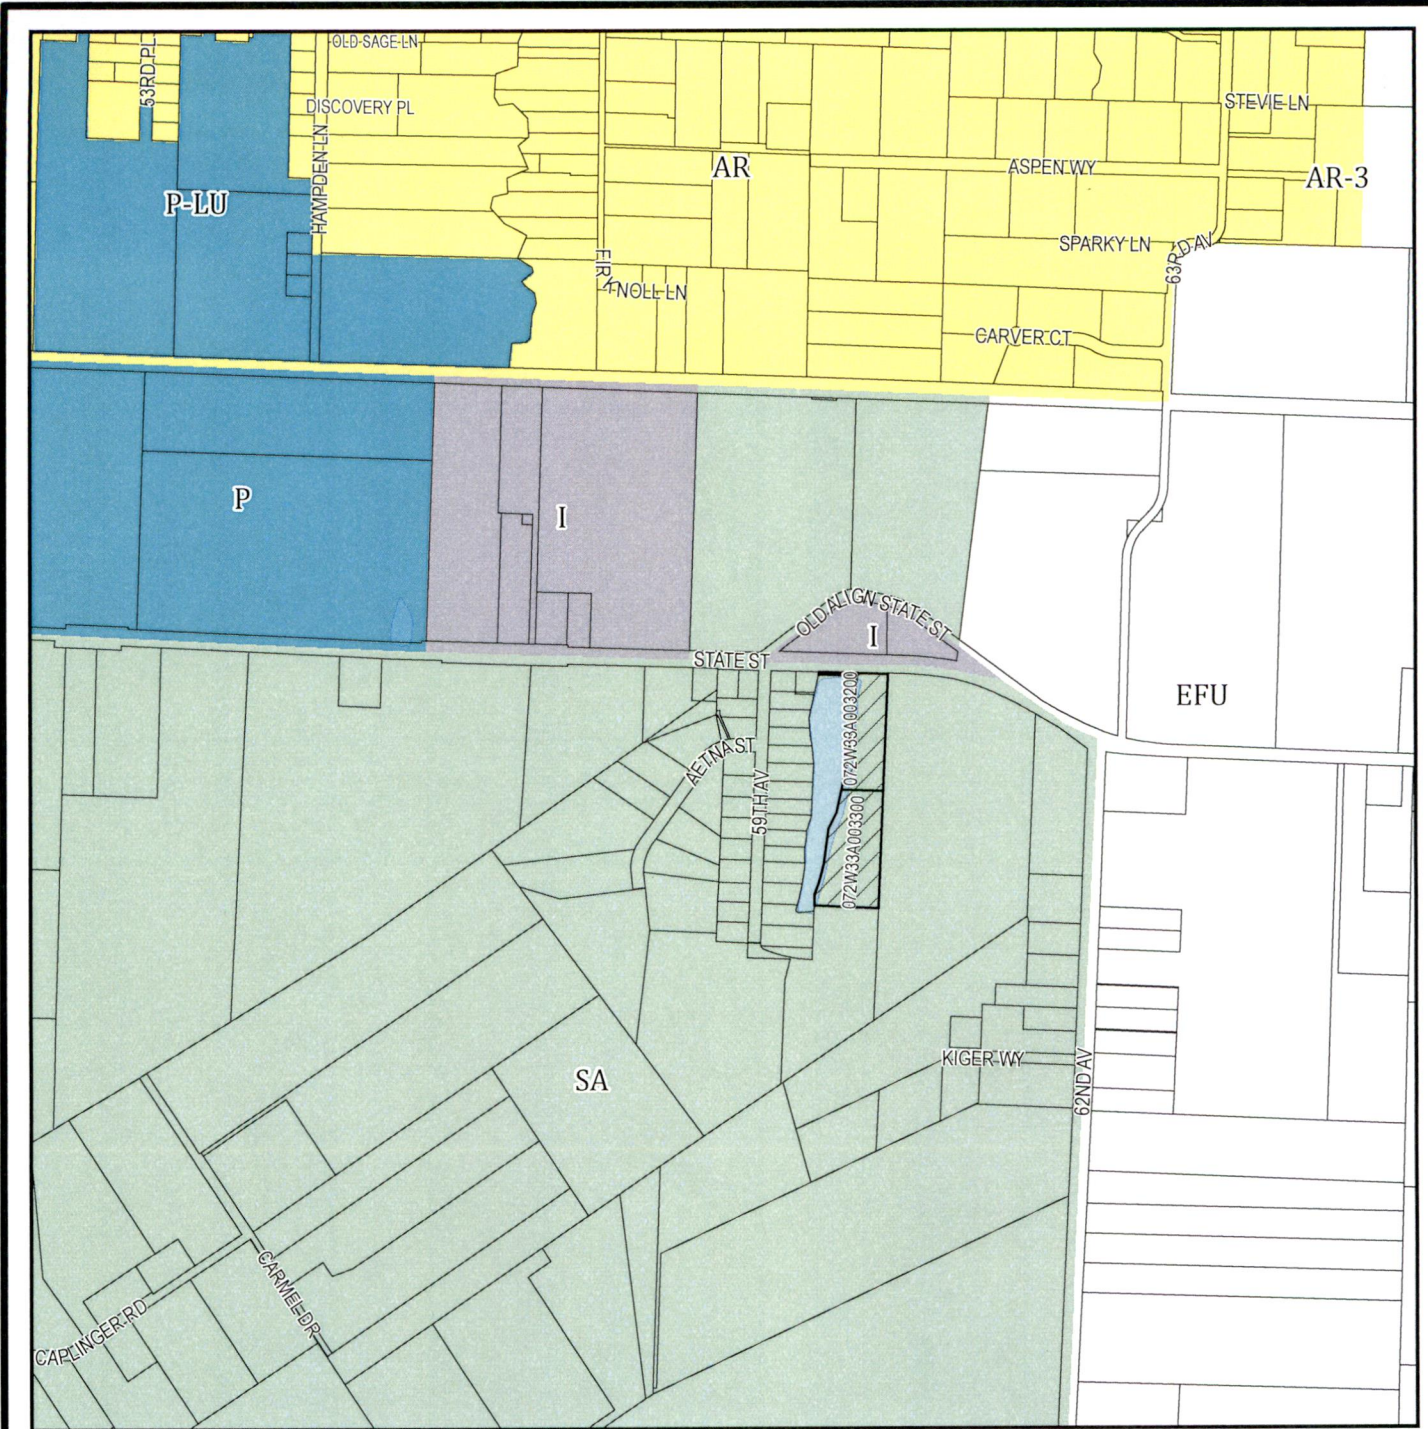 OLD SAGE LN
53RD PL
DISCOVERY PL
STEVIE LN
HAMPDEN LN
AR
ASPEN WY
AR-3
P-LU
SPARKY LN
63RD AV
NOLL LN
CARVER CT
P
I
OLD ALIGN STATE ST
I
STATE ST
072W33A003200
EFU
AETNA ST
59TH AV
072W33A003300
KIGER WY
62ND AV
SA
CARMEL DR
CAPLINGER RD